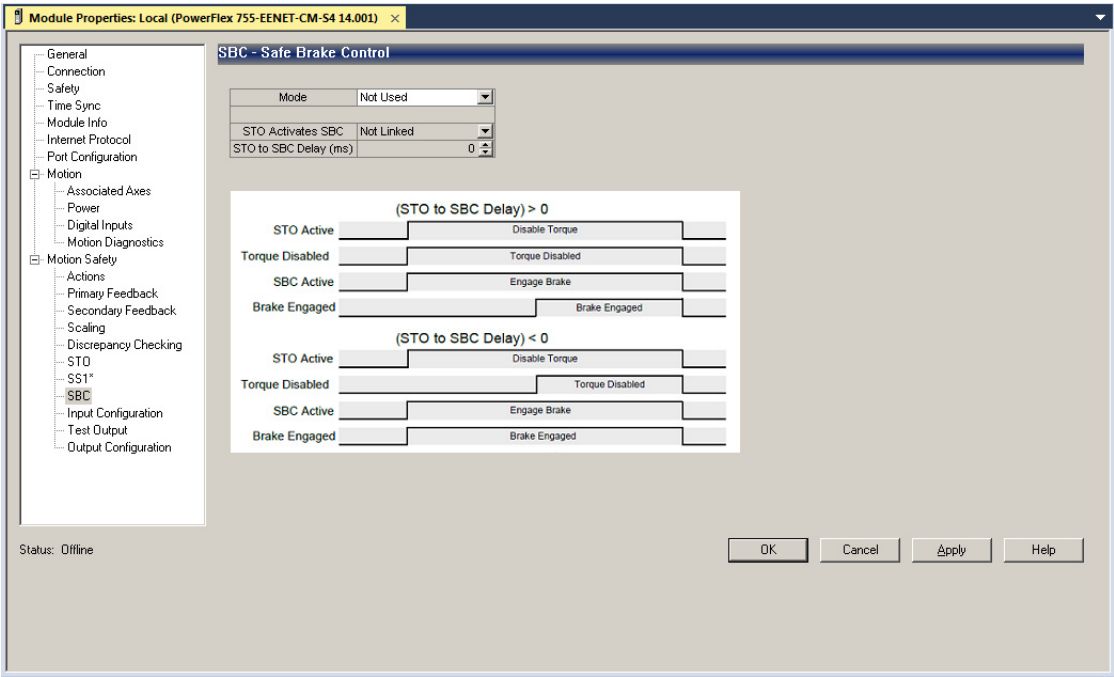 Module Properties: Local (PowerFlex 755-EENET-CM-S4 14.001)
General
Connection
Safety
Time Sync
Module Info
Internet Protocol
Port Configuration
Motion
Associated Axes
Power
Digital Inputs
Motion Diagnostics
Motion Safety
Actions
Primary Feedback
Secondary Feedback
Scaling
Discrepancy Checking
STO
SS1*
SBC
Input Configuration
Test Output
Output Configuration
SBC - Safe Brake Control
Mode Not Used
STO Activates SBC Not Linked
STO to SBC Delay (ms) 0
(STO to SBC Delay) > 0
STO Active Disable Torque
Torque Disabled Torque Disabled
SBC Active Engage Brake
Brake Engaged Brake Engaged
(STO to SBC Delay) < 0
STO Active Disable Torque
Torque Disabled Torque Disabled
SBC Active Engage Brake
Brake Engaged Brake Engaged
Status: Offline
OK Cancel Apply Help